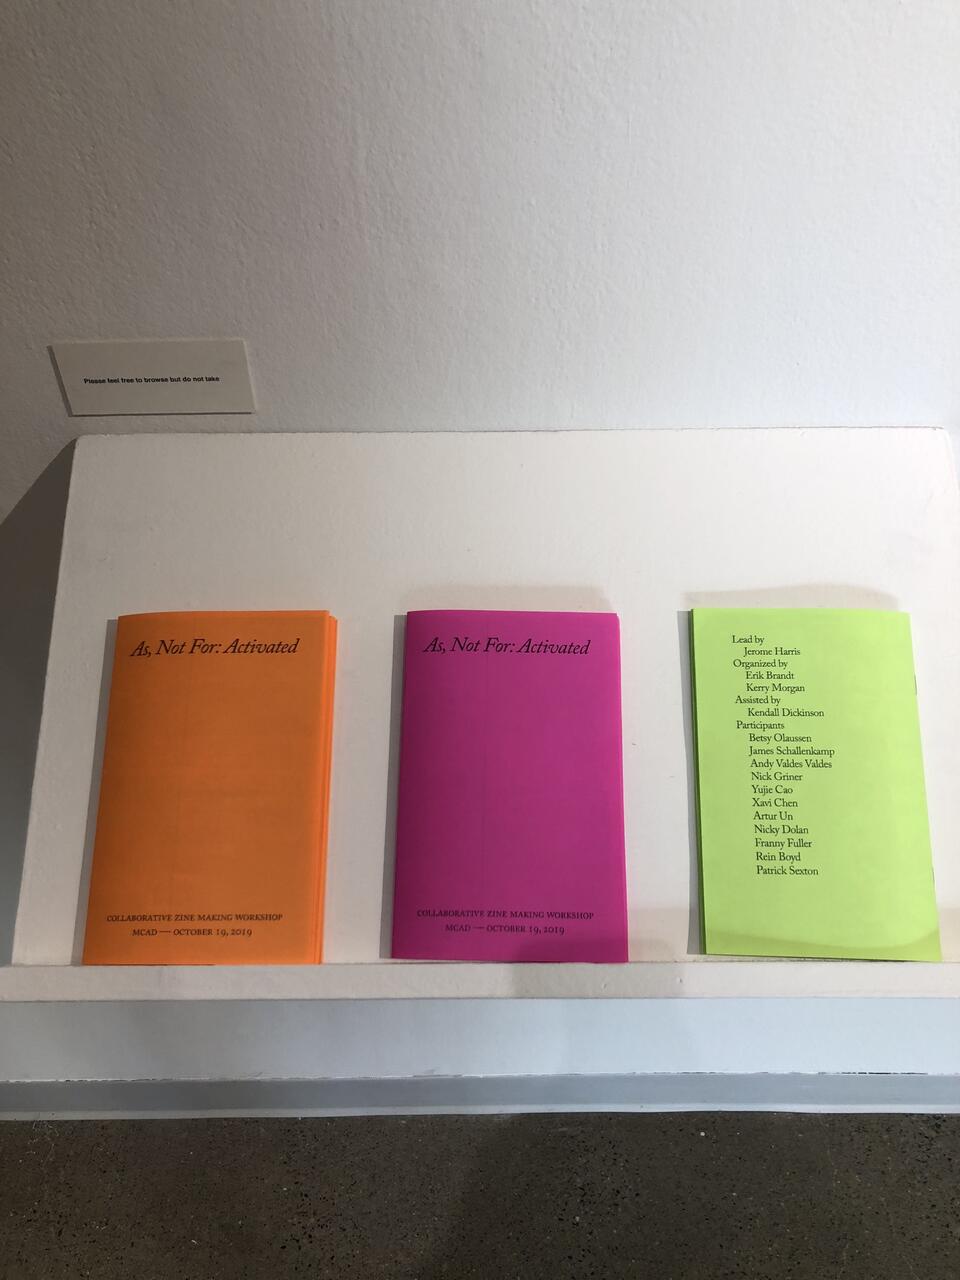 Please feel free to browse but do not take
As, Not For: Activated
COLLABORATIVE ZINE MAKING WORKSHOP
MCAD — OCTOBER 19, 2019
As, Not For: Activated
COLLABORATIVE ZINE MAKING WORKSHOP
MCAD — OCTOBER 19, 2019
Lead by
Jerome Harris
Organized by
Erik Brandt
Kerry Morgan
Assisted by
Kendall Dickinson
Participants
Betsy Olaussen
James Schallenkamp
Andy Valdes Valdes
Nick Griner
Yujie Cao
Xavi Chen
Artur Un
Nicky Dolan
Franny Fuller
Rein Boyd
Patrick Sexton